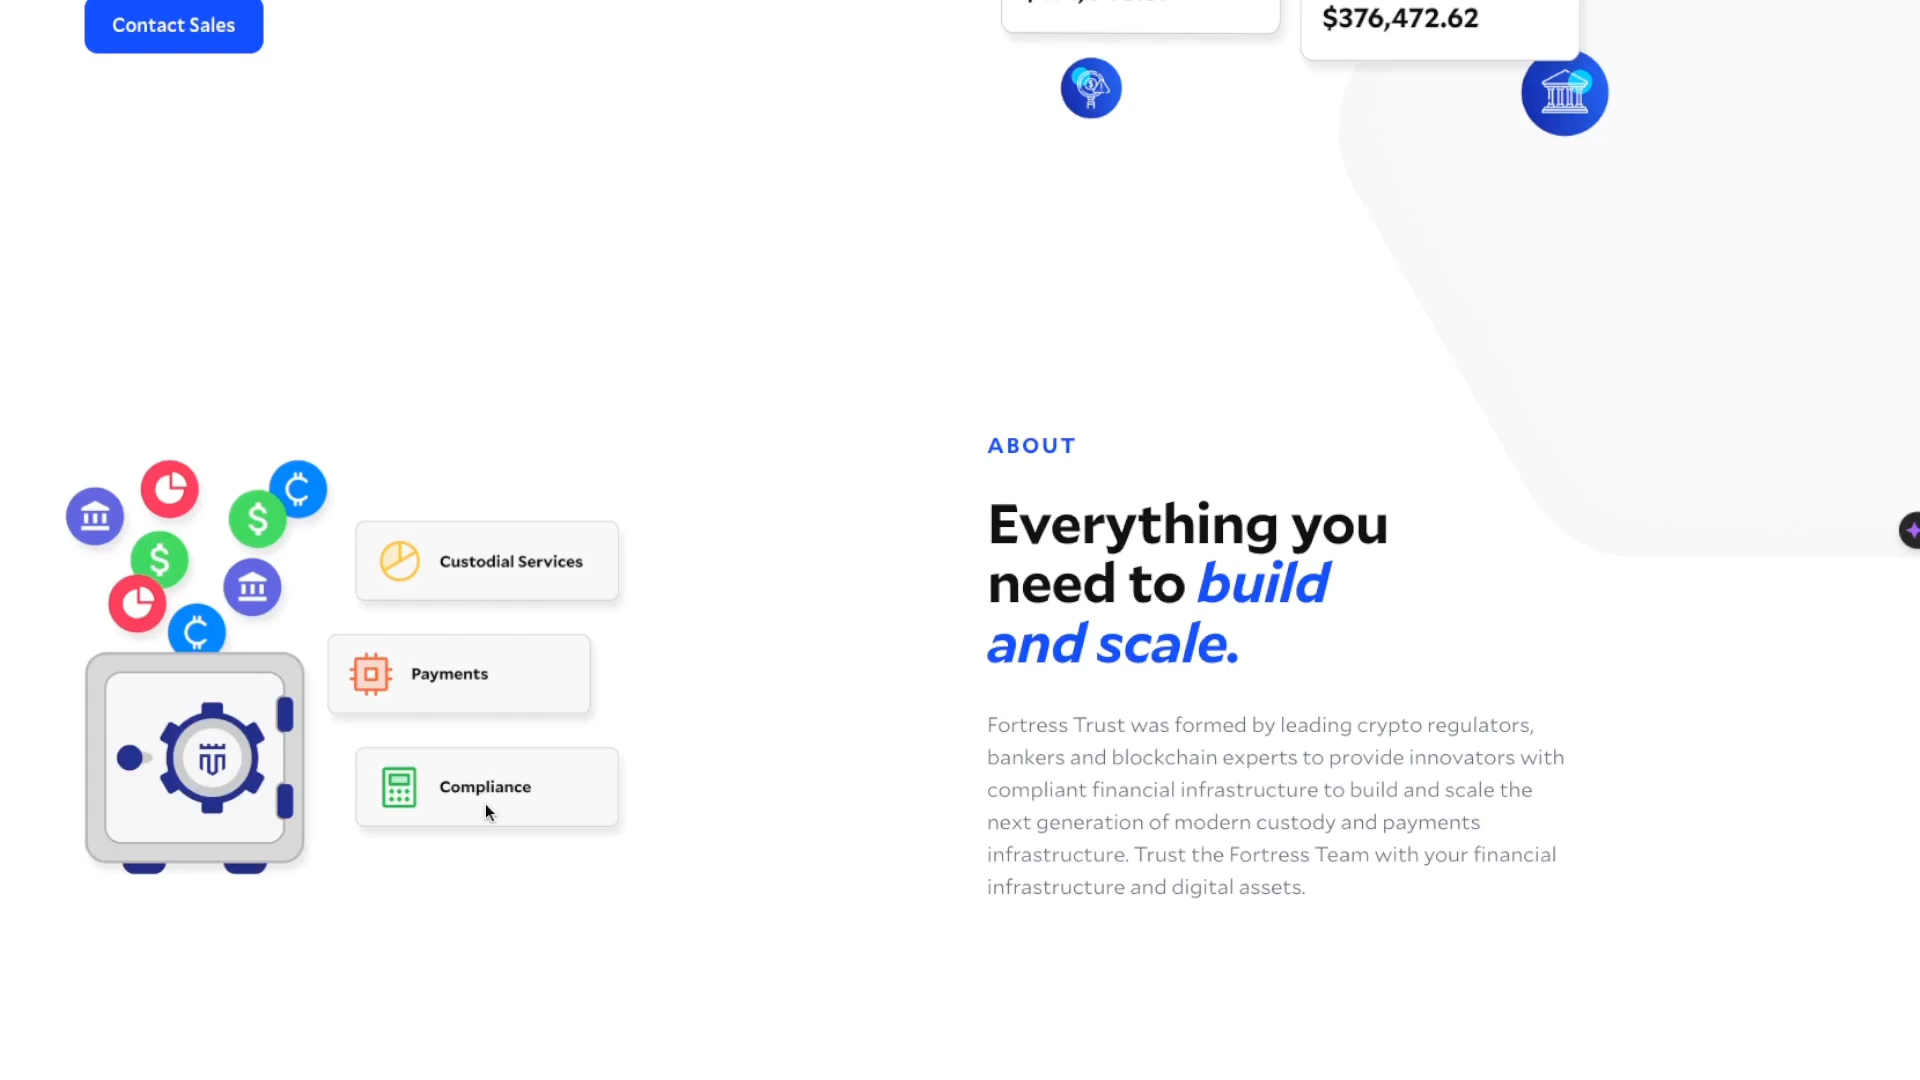 Contact Sales
$376,472.62
Custodial Services
Payments
Compliance
ABOUT
Everything you
need to build
and scale.
Fortress Trust was formed by leading crypto regulators,
bankers and blockchain experts to provide innovators with
compliant financial infrastructure to build and scale the
next generation of modern custody and payments
infrastructure. Trust the Fortress Team with your financial
infrastructure and digital assets.